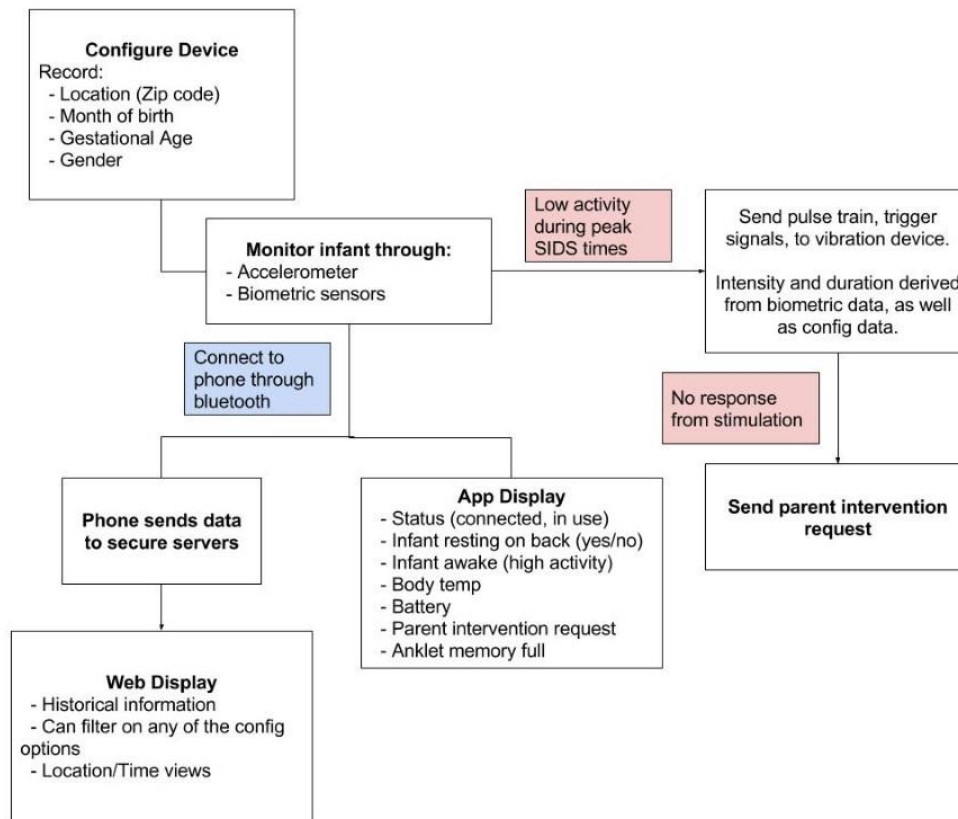 Configure Device
Record:
- Location (Zip code)
- Month of birth
- Gestational Age
- Gender
Monitor infant through:
- Accelerometer
- Biometric sensors
Low activity
during peak
SIDS times
Send pulse train, trigger
signals, to vibration device.
Intensity and duration derived
from biometric data, as well
as config data.
Connect to
phone through
bluetooth
No response
from stimulation
Phone sends data
to secure servers
App Display
- Status (connected, in use)
- Infant resting on back (yes/no)
- Infant awake (high activity)
- Body temp
- Battery
- Parent intervention request
- Anklet memory full
Send parent intervention
request
Web Display
- Historical information
- Can filter on any of the config
options
- Location/Time views